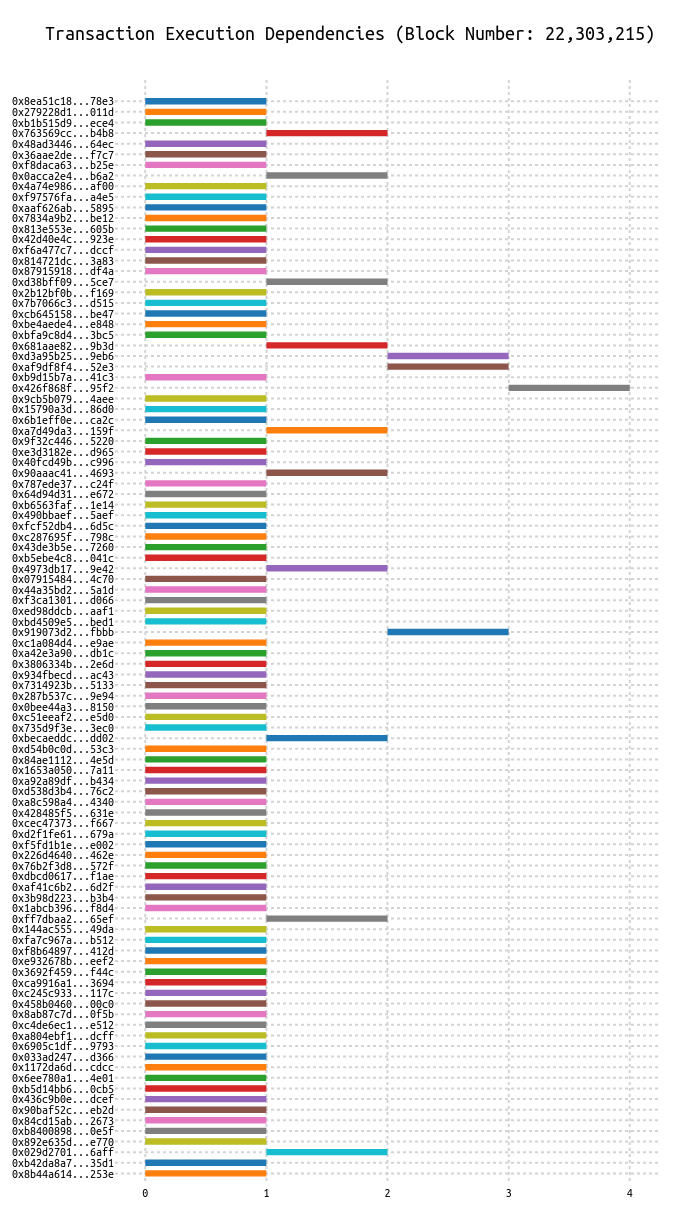 Transaction Execution Dependencies (Block Number: 22,303,215)
0x8ea51c18...78e3
0x279228d1...011d
0xb1b515d9...ece4
0x763569cc...b4b8
0x48ad3446...64ec
0x36aae2de...f7c7
0xf8daca63...b25e
0x0acca2e4...b6a2
0x4a74e986...af00
0xf97576fa...a4e5
0xaaf626ab...5895
0x7834a9b2...be12
0x813e553e...605b
0x42d40e4c...923e
0xf6a477c7...dccf
0x814721dc...3a83
0x87915918...df4a
0xd38bff09...5ce7
0x2b12bf0b...f169
0x7b7066c3...d515
0xcb645158...be47
0xbe4aede4...e848
0xbfa9c8d4...3bc5
0x681aae82...9b3d
0xd3a95b25...9eb6
0xaf9df8f4...52e3
0xb9d15b7a...41c3
0x426f868f...95f2
0x9cb5b079...4aee
0x15790a3d...86d0
0x6b1eff0e...ca2c
0xa7d49da3...159f
0x9f32c446...5220
0xe3d3182e...d965
0x40fcd49b...c996
0x90aaac41...4693
0x787ede37...c24f
0x64d94d31...e672
0xb6563faf...1e14
0x490bbaef...5aef
0xfcf52db4...6d5c
0xc287695f...798c
0x43de3b5e...7260
0xb5ebe4c8...041c
0x4973db17...9e42
0x07915484...4c70
0x44a35bd2...5a1d
0xf3ca1301...d066
0xed98ddcb...aaf1
0xbd4509e5...bed1
0x919073d2...fbbb
0xc1a084d4...e9ae
0xa42e3a90...db1c
0x3806334b...2e6d
0x934fbecd...ac43
0x7314923b...5133
0x287b537c...9e94
0x0bee44a3...8150
0xc51eeaf2...e5d0
0x735d9f3e...3ec0
0xbecaeddc...dd02
0xd54b0c0d...53c3
0x84ae1112...4e5d
0x1653a050...7a11
0xa92a89df...b434
0xd538d3b4...76c2
0xa8c598a4...4340
0x428485f5...631e
0xcec47373...f667
0xd2f1fe61...679a
0xf5fd1b1e...e002
0x226d4640...462e
0x76b2f3d8...572f
0xdbcd0617...f1ae
0xaf41c6b2...6d2f
0x3b98d223...b3b4
0x1abcb396...f8d4
0xff7dbaa2...65ef
0x144ac555...49da
0xfa7c967a...b512
0xf8b64897...412d
0xe932678b...eef2
0x3692f459...f44c
0xca9916a1...3694
0xc245c933...117c
0x458b0460...00c0
0x8ab87c7d...0f5b
0xc4de6ec1...e512
0xa804ebf1...dcff
0x6905c1df...9793
0x033ad247...d366
0x1172da6d...cdcc
0x6ee780a1...4e01
0xb5d14bb6...0cb5
0x436c9b0e...dcef
0x90baf52c...eb2d
0x84cd15ab...2673
0xb8400898...0e5f
0x892e635d...e770
0x029d2701...6aff
0xb42da8a7...35d1
0x8b44a614...253e
0 1 2 3 4